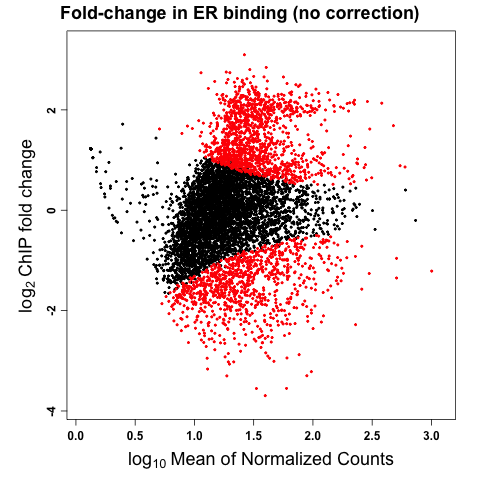 Fold-change in ER binding (no correction)
log2 ChIP fold change
2
0
-2
-4
0.0 0.5 1.0 1.5 2.0 2.5 3.0
log10 Mean of Normalized Counts